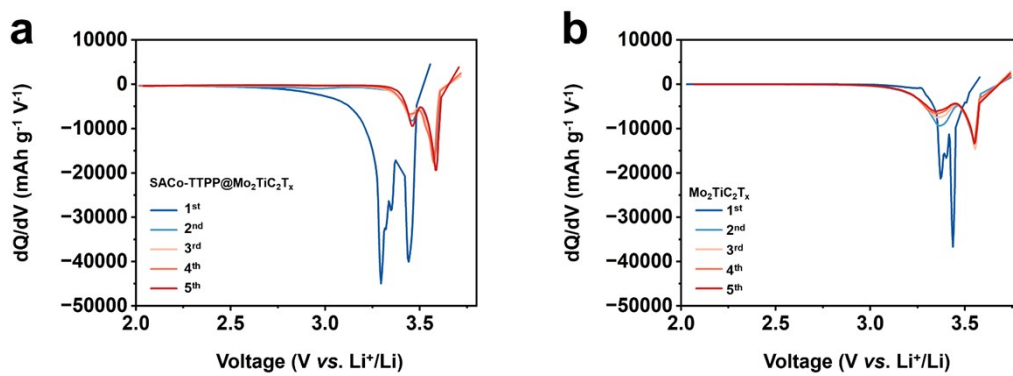 a
10000
0
−10000
−20000
−30000
−40000
−50000
dQ/dV (mAh g⁻¹ V⁻¹)
SACo-TTPP@Mo₂TiC₂Tₓ
1ˢᵗ
2ⁿᵈ
3ʳᵈ
4ᵗʰ
5ᵗʰ
2.0 2.5 3.0 3.5
Voltage (V vs. Li⁺/Li)
b
10000
0
−10000
−20000
−30000
−40000
−50000
dQ/dV (mAh g⁻¹ V⁻¹)
Mo₂TiC₂Tₓ
1ˢᵗ
2ⁿᵈ
3ʳᵈ
4ᵗʰ
5ᵗʰ
2.0 2.5 3.0 3.5
Voltage (V vs. Li⁺/Li)